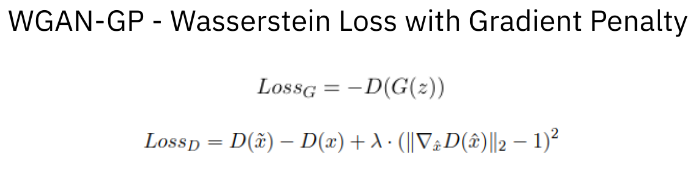 WGAN-GP - Wasserstein Loss with Gradient Penalty
Loss_G = −D(G(z))
Loss_D = D(x̃) − D(x) + λ · (‖∇_x̂ D(x̂)‖₂ − 1)²